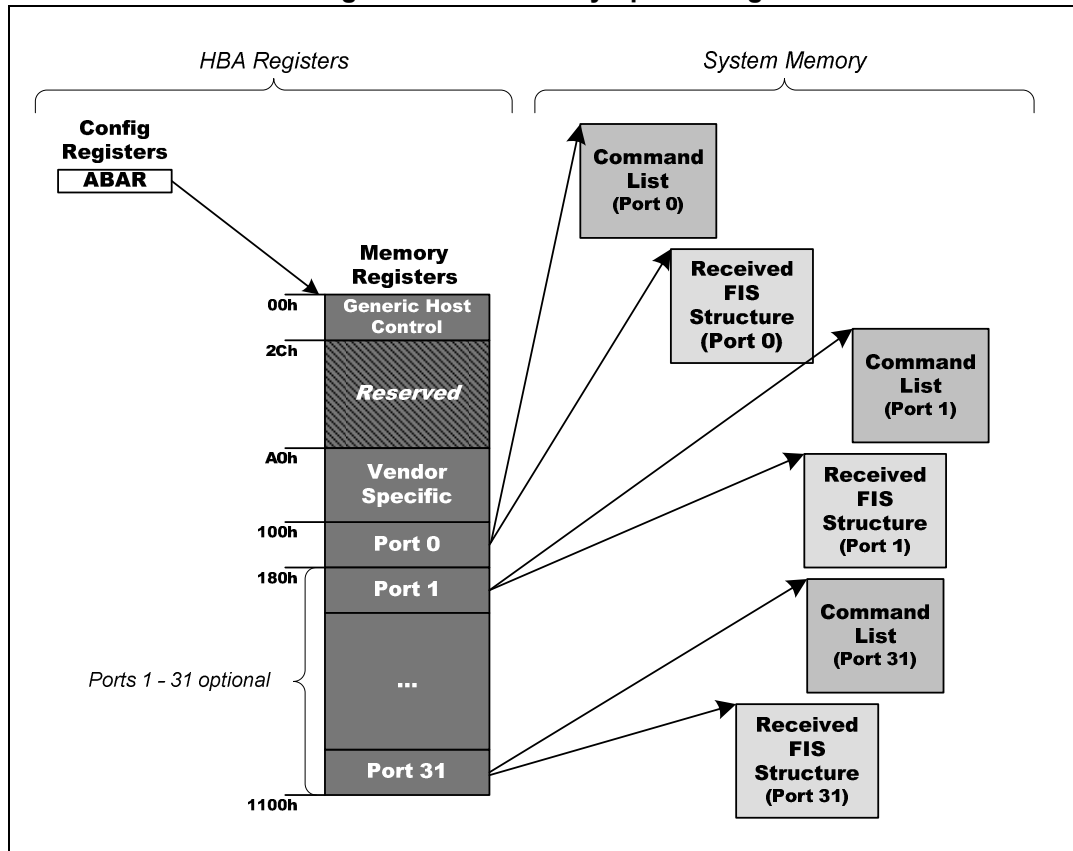 HBA Registers
System Memory
Config
Registers
ABAR
Memory
Registers
00h
Generic Host
Control
2Ch
Reserved
A0h
Vendor
Specific
100h
Port 0
180h
Port 1
Ports 1 - 31 optional
...
Port 31
1100h
Command
List
(Port 0)
Received
FIS
Structure
(Port 0)
Command
List
(Port 1)
Received
FIS
Structure
(Port 1)
Command
List
(Port 31)
Received
FIS
Structure
(Port 31)